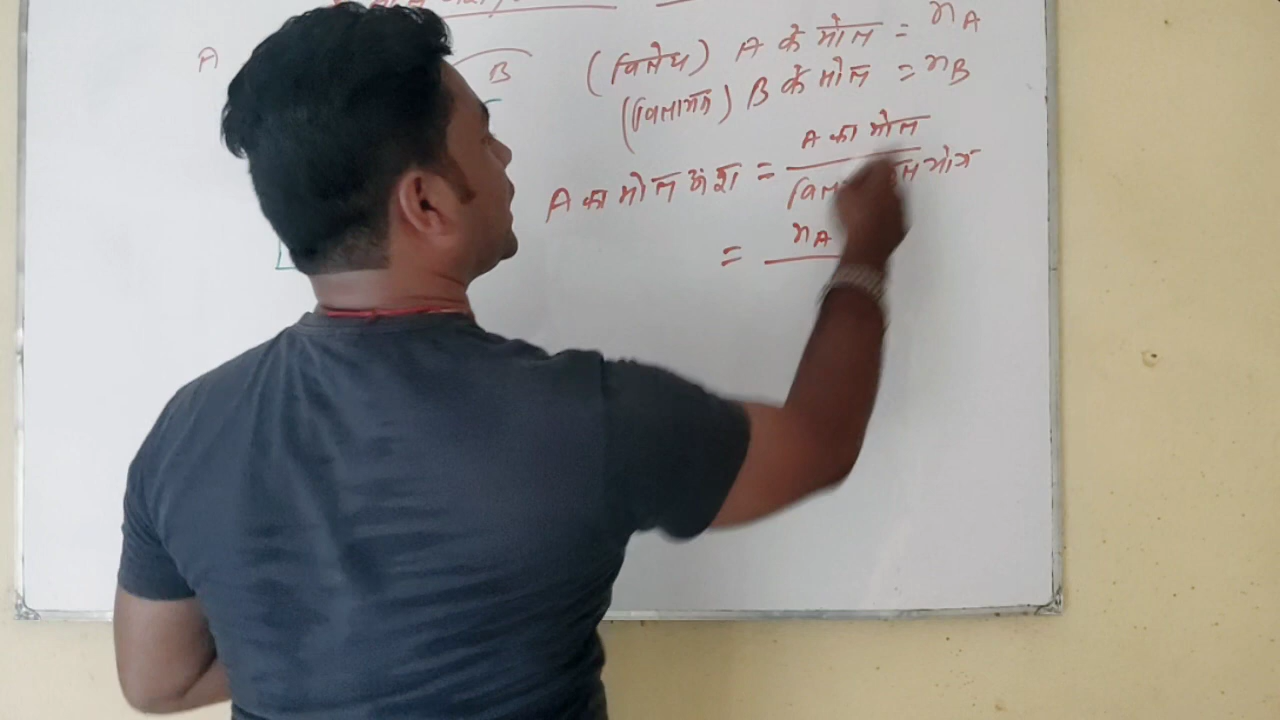 A
B
(विलेय) A के मोल = nA
(विलायक) B के मोल = nB
A का मोल अंश = A का मोल
= nA